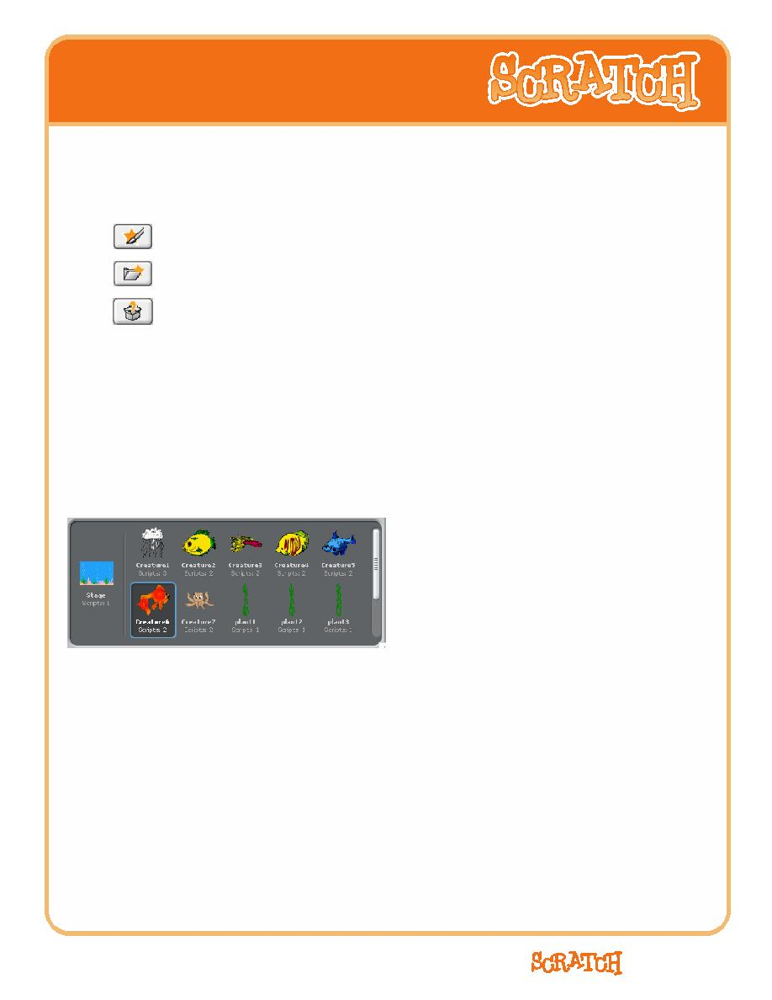 SCRATCH
Creature1 Creature2 Creature3 Creature4 Creature5
Scripts: 3 Scripts: 2 Scripts: 2 Scripts: 2 Scripts: 2
Stage
Scripts: 1
Creature6 Creature7 plant1 plant2 plant3
Scripts: 2 Scripts: 2 Scripts: 1 Scripts: 1 Scripts: 1
SCRATCH